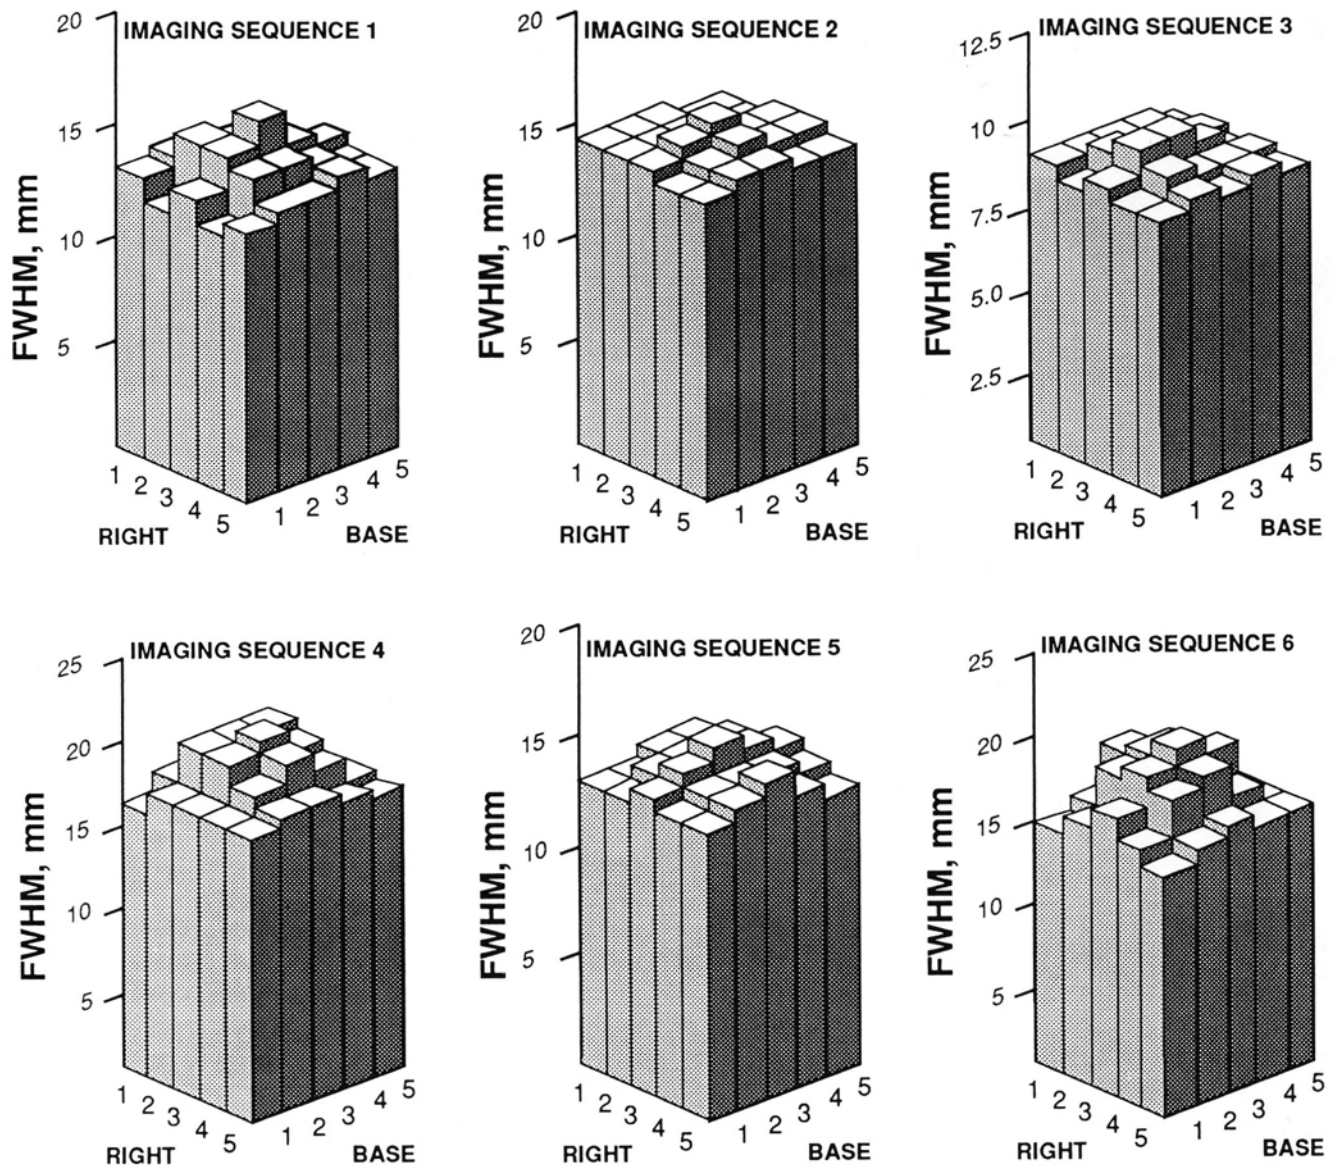 IMAGING SEQUENCE 1
FWHM, mm
20
15
10
5
1 2 3 4 5
1 2 3 4 5
RIGHT BASE
IMAGING SEQUENCE 2
FWHM, mm
20
15
10
5
1 2 3 4 5
1 2 3 4 5
RIGHT BASE
IMAGING SEQUENCE 3
FWHM, mm
12.5
10
7.5
5.0
2.5
1 2 3 4 5
1 2 3 4 5
RIGHT BASE
IMAGING SEQUENCE 4
FWHM, mm
25
20
15
10
5
1 2 3 4 5
1 2 3 4 5
RIGHT BASE
IMAGING SEQUENCE 5
FWHM, mm
20
15
10
5
1 2 3 4 5
1 2 3 4 5
RIGHT BASE
IMAGING SEQUENCE 6
FWHM, mm
25
20
15
10
5
1 2 3 4 5
1 2 3 4 5
RIGHT BASE